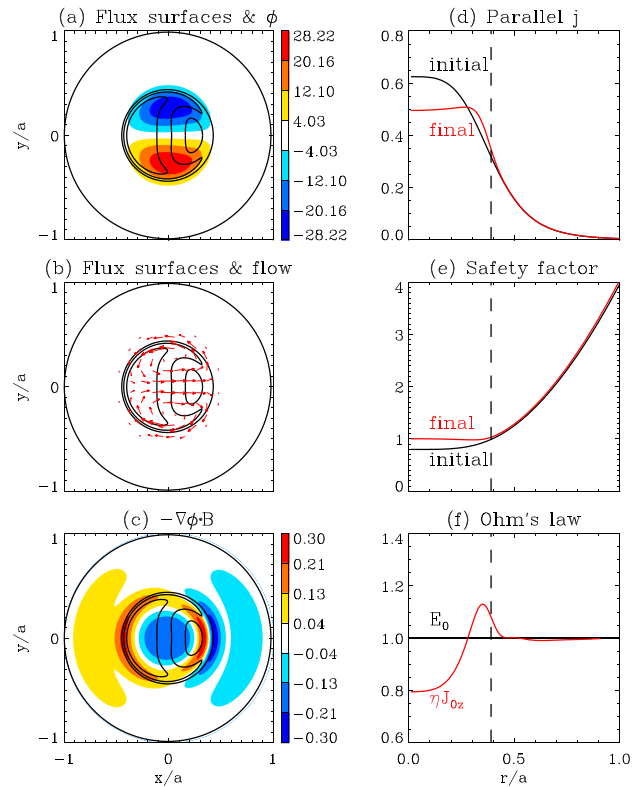 (a) Flux surfaces & ϕ
1
0
−1
y/a
28.22
20.16
12.10
4.03
−4.03
−12.10
−20.16
−28.22
(b) Flux surfaces & flow
1
0
−1
y/a
(c) −∇ϕ·B
1
0
−1
y/a
−1
0
1
x/a
0.30
0.21
0.13
0.04
−0.04
−0.13
−0.21
−0.30
(d) Parallel j
0.8
0.6
0.4
0.2
0.0
initial
final
(e) Safety factor
4
3
2
1
0
final
initial
(f) Ohm's law
1.4
1.2
1.0
0.8
0.6
E₀
ηJ₀z
0.0
0.5
1.0
r/a